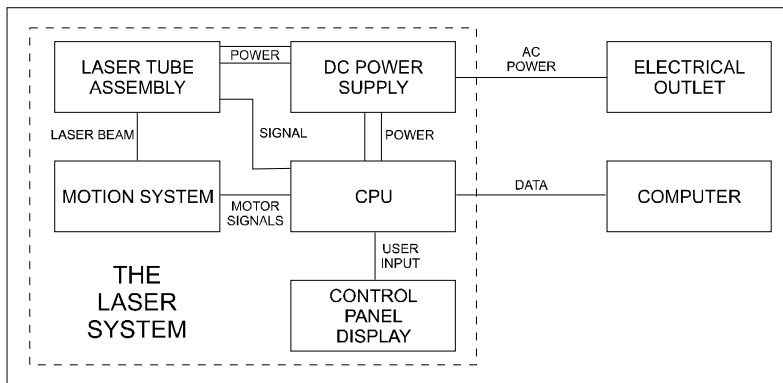 LASER TUBE
ASSEMBLY
POWER
DC POWER
SUPPLY
AC
POWER
ELECTRICAL
OUTLET
LASER BEAM
SIGNAL
POWER
MOTION SYSTEM
MOTOR
SIGNALS
CPU
DATA
COMPUTER
USER
INPUT
THE
LASER
SYSTEM
CONTROL
PANEL
DISPLAY